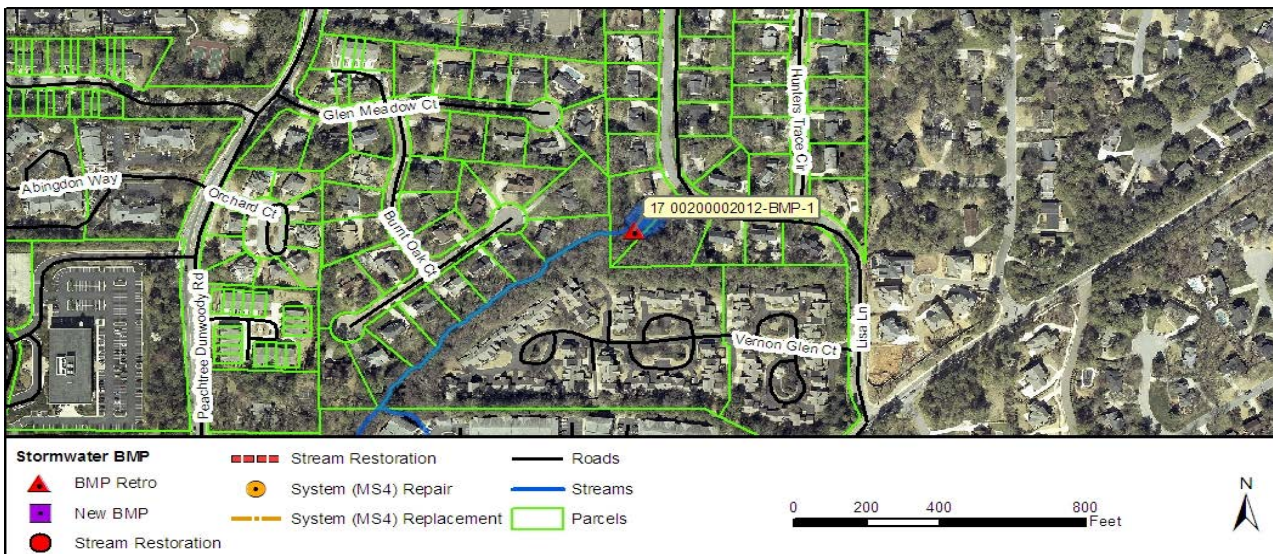 Glen Meadow Ct
Hunters Trace Cir
Abingdon Way
Orchard Ct
17 00200002012-BMP-1
Burnt Oak Ct
Peachtree Dunwoody Rd
Vernon Glen Ct
Lisa Ln
Stormwater BMP
BMP Retro
New BMP
Stream Restoration
Stream Restoration
System (MS4) Repair
System (MS4) Replacement
Roads
Streams
Parcels
0 200 400 800
Feet
N